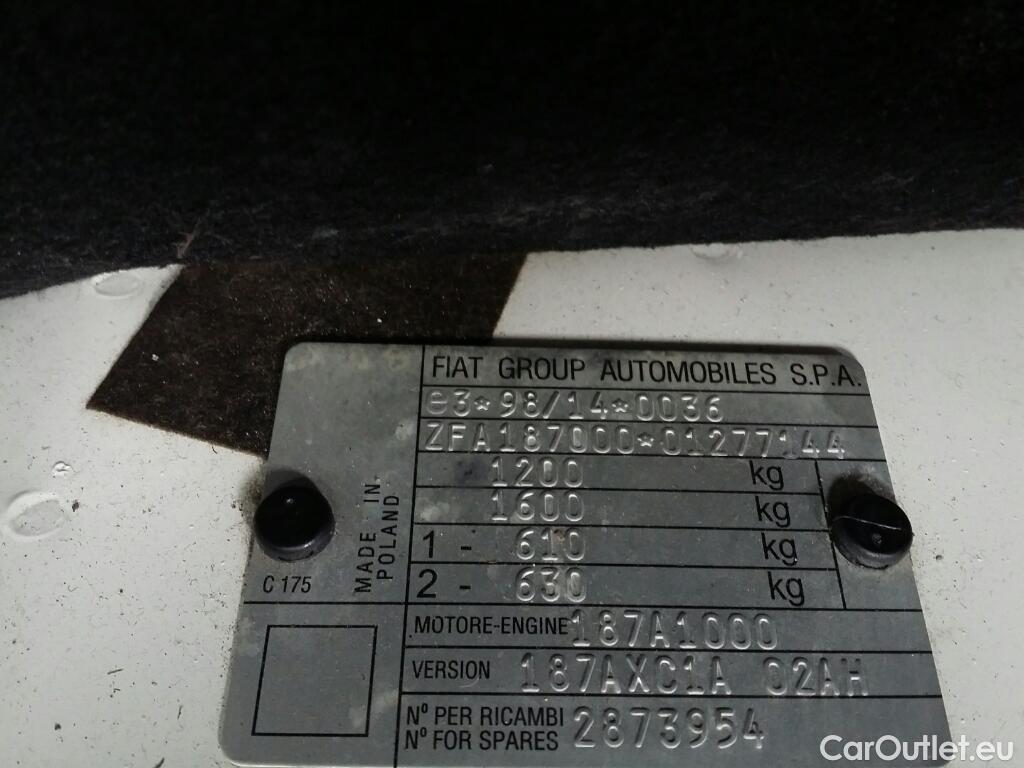 FIAT GROUP AUTOMOBILES S.P.A.
e3*98/14*0036
ZFA187000*01277144
1200 kg
1600 kg
1 - 610 kg
2 - 630 kg
MADE IN
POLAND
C 175
MOTORE-ENGINE 187A1000
VERSION 187AXC1A 02AH
Nº PER RICAMBI
Nº FOR SPARES 2873954
CarOutlet.eu